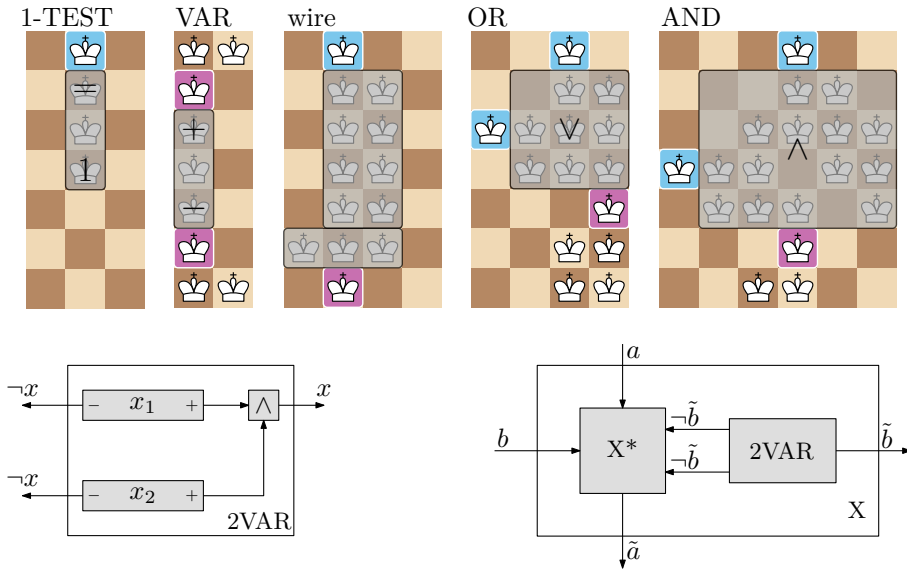 1-TEST VAR wire OR AND
= + ∨ ∧
1 −
¬x − x₁ + ∧ x
¬x − x₂ + 2VAR
a
b X* ¬b̃ ¬b̃ 2VAR b̃
X
ã